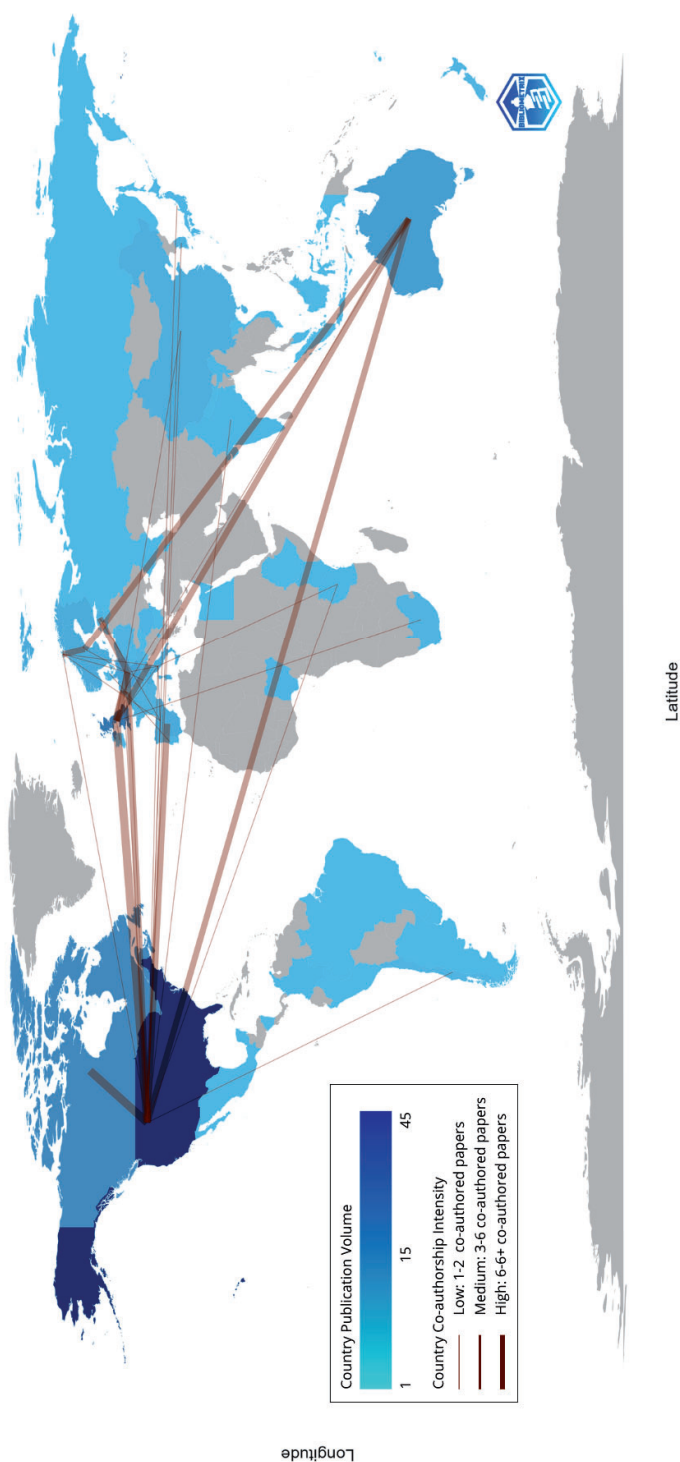 Longitude
Country Publication Volume
1 15 45
Country Co-authorship Intensity
Low: 1-2 co-authored papers
Medium: 3-6 co-authored papers
High: 6-6+ co-authored papers
Latitude